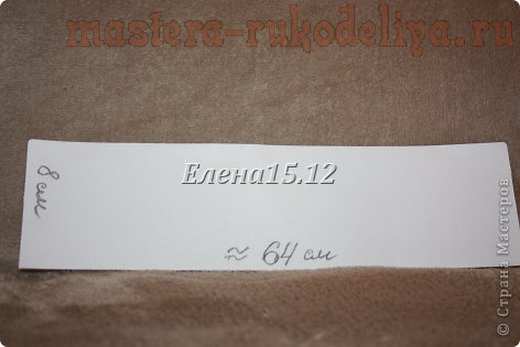 mastera-rukodeliya.ru
Елена15.12
8 см
≈ 64 см
© Страна Мастеров